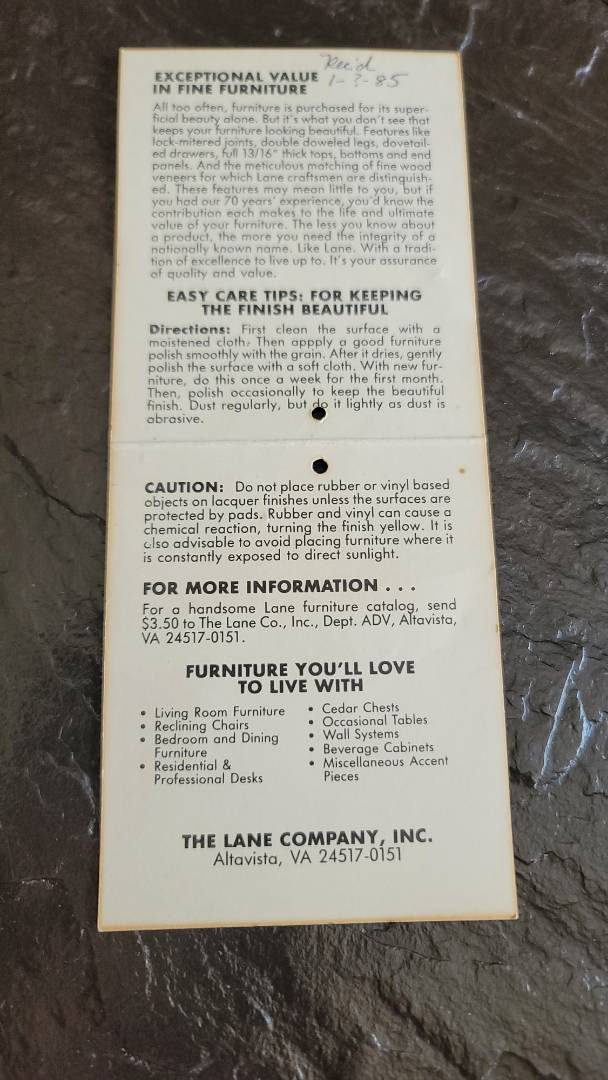 Rec'd
1-?-85
EXCEPTIONAL VALUE
IN FINE FURNITURE
All too often, furniture is purchased for its super-
ficial beauty alone. But it's what you don't see that
keeps your furniture looking beautiful. Features like
lock-mitered joints, double doweled legs, dovetail-
ed drawers, full 13/16" thick tops, bottoms and end
panels. And the meticulous matching of fine wood
veneers for which Lane craftsmen are distinguish-
ed. These features may mean little to you, but if
you had our 70 years' experience, you'd know the
contribution each makes to the life and ultimate
value of your furniture. The less you know about
a product, the more you need the integrity of a
nationally known name. Like Lane. With a tradi-
tion of excellence to live up to. It's your assurance
of quality and value.
EASY CARE TIPS: FOR KEEPING
THE FINISH BEAUTIFUL
Directions: First clean the surface with a
moistened cloth. Then appply a good furniture
polish smoothly with the grain. After it dries, gently
polish the surface with a soft cloth. With new fur-
niture, do this once a week for the first month.
Then, polish occasionally to keep the beautiful
finish. Dust regularly, but do it lightly as dust is
abrasive.
CAUTION: Do not place rubber or vinyl based
objects on lacquer finishes unless the surfaces are
protected by pads. Rubber and vinyl can cause a
chemical reaction, turning the finish yellow. It is
also advisable to avoid placing furniture where it
is constantly exposed to direct sunlight.
FOR MORE INFORMATION . . .
For a handsome Lane furniture catalog, send
$3.50 to The Lane Co., Inc., Dept. ADV, Altavista,
VA 24517-0151.
FURNITURE YOU'LL LOVE
TO LIVE WITH
• Living Room Furniture
• Reclining Chairs
• Bedroom and Dining
Furniture
• Residential &
Professional Desks
• Cedar Chests
• Occasional Tables
• Wall Systems
• Beverage Cabinets
• Miscellaneous Accent
Pieces
THE LANE COMPANY, INC.
Altavista, VA 24517-0151